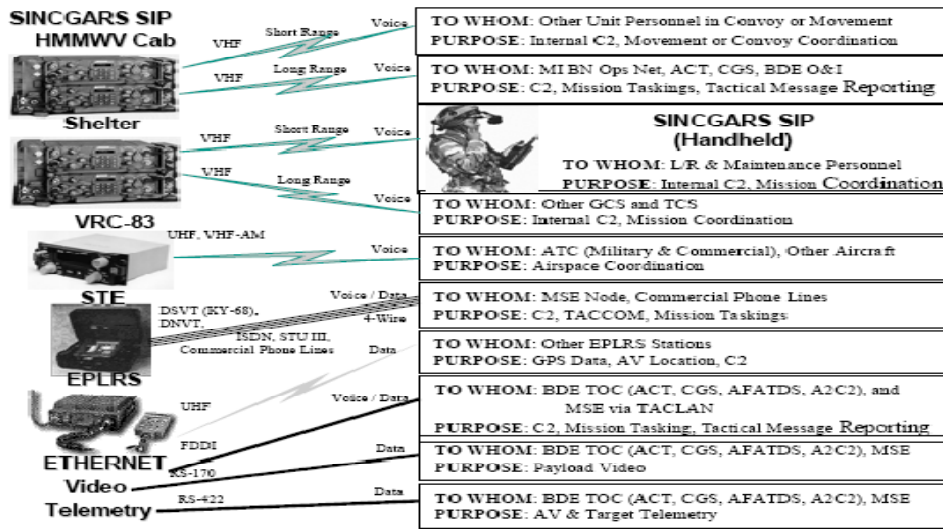 SINCGARS SIP
HMMWV Cab
VHF
Short Range
Voice
TO WHOM: Other Unit Personnel in Convoy or Movement
PURPOSE: Internal C2, Movement or Convoy Coordination
VHF
Long Range
Voice
TO WHOM: MI BN Ops Net, ACT, CGS, BDE O&I
PURPOSE: C2, Mission Taskings, Tactical Message Reporting
Shelter
VHF
Short Range
Voice
SINCGARS SIP
(Handheld)
TO WHOM: L/R & Maintenance Personnel
PURPOSE: Internal C2, Mission Coordination
VHF
Long Range
Voice
TO WHOM: Other GCS and TCS
PURPOSE: Internal C2, Mission Coordination
VRC-83
UHF, VHF-AM
Voice
TO WHOM: ATC (Military & Commercial), Other Aircraft
PURPOSE: Airspace Coordination
STE
DSVT (KY-68),
DNVT,
ISDN, STU III,
Commercial Phone Lines
Voice / Data
4-Wire
TO WHOM: MSE Node, Commercial Phone Lines
PURPOSE: C2, TACCOM, Mission Taskings
EPLRS
UHF
Data
TO WHOM: Other EPLRS Stations
PURPOSE: GPS Data, AV Location, C2
ETHERNET
FDDI
Voice / Data
TO WHOM: BDE TOC (ACT, CGS, AFATDS, A2C2), and
MSE via TACLAN
PURPOSE: C2, Mission Tasking, Tactical Message Reporting
Video
RS-170
Data
TO WHOM: BDE TOC (ACT, CGS, AFATDS, A2C2), MSE
PURPOSE: Payload Video
Telemetry
RS-422
Data
TO WHOM: BDE TOC (ACT, CGS, AFATDS, A2C2), MSE
PURPOSE: AV & Target Telemetry